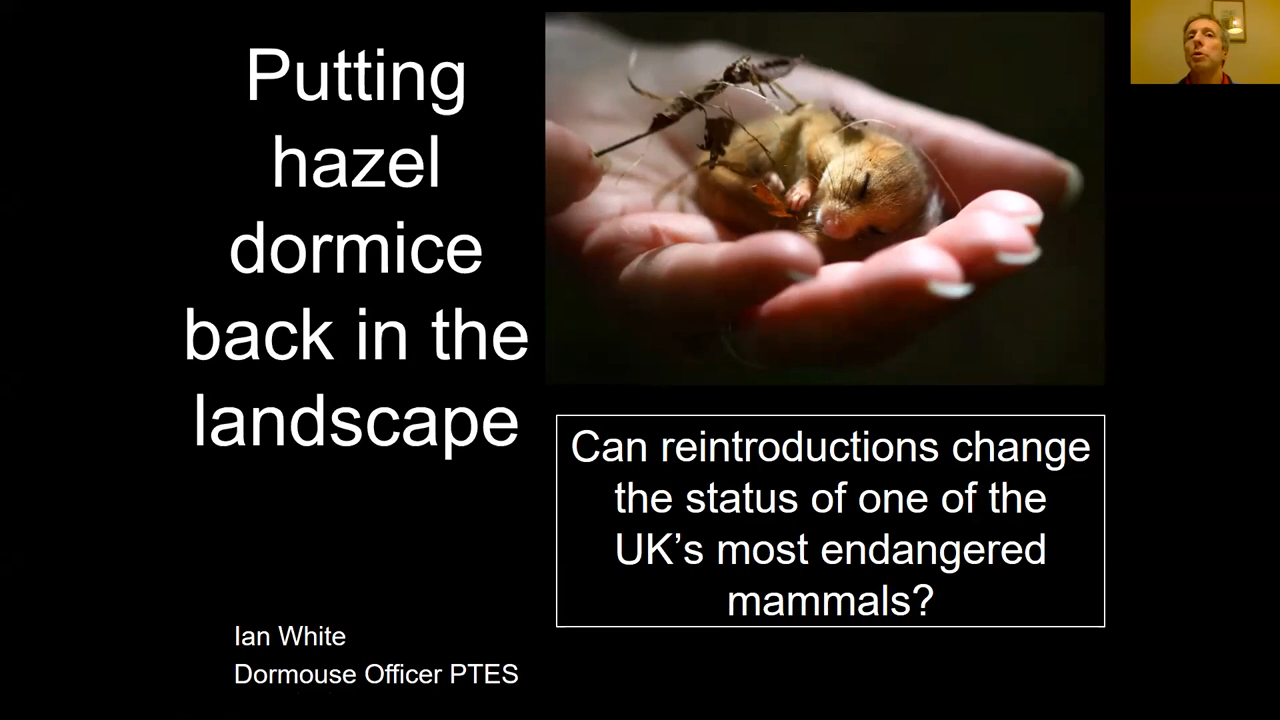 Putting
hazel
dormice
back in the
landscape
Can reintroductions change
the status of one of the
UK’s most endangered
mammals?
Ian White
Dormouse Officer PTES